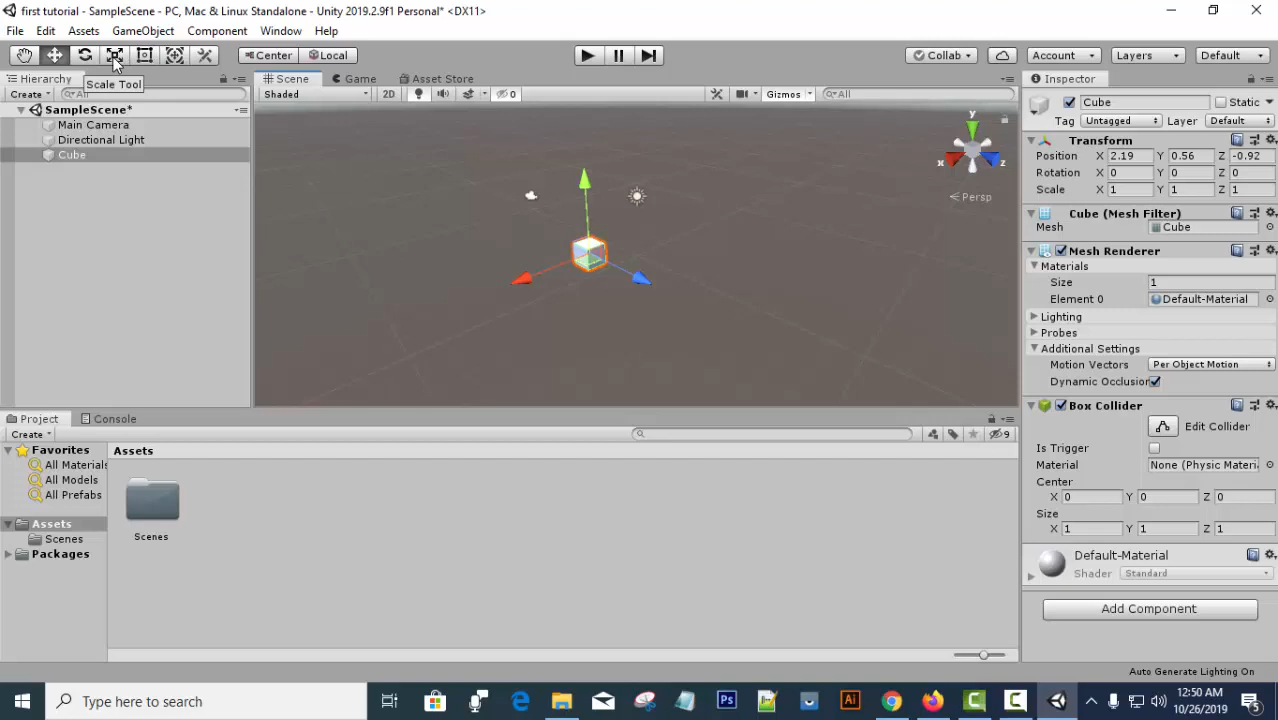 first tutorial - SampleScene - PC, Mac & Linux Standalone - Unity 2019.2.9f1 Personal* <DX11>
File Edit Assets GameObject Component Window Help
Center Local Collab Account Layers Default
Scale Tool
Hierarchy
Create All
SampleScene*
Main Camera
Directional Light
Cube
Scene Game Asset Store
Shaded 2D 0 Gizmos All
y
x z
Persp
Inspector
Cube Static
Tag Untagged Layer Default
Transform
Position X 2.19 Y 0.56 Z -0.92
Rotation X 0 Y 0 Z 0
Scale X 1 Y 1 Z 1
Cube (Mesh Filter)
Mesh Cube
Mesh Renderer
Materials
Size 1
Element 0 Default-Material
Lighting
Probes
Additional Settings
Motion Vectors Per Object Motion
Dynamic Occlusion
Box Collider
Edit Collider
Is Trigger
Material None (Physic Materi
Center
X 0 Y 0 Z 0
Size
X 1 Y 1 Z 1
Default-Material
Shader Standard
Add Component
Project Console
Create 9
Favorites
All Materials
All Models
All Prefabs
Assets
Scenes
Packages
Assets
Scenes
Auto Generate Lighting On
Type here to search
Ps
Ai
12:50 AM
10/26/2019
5